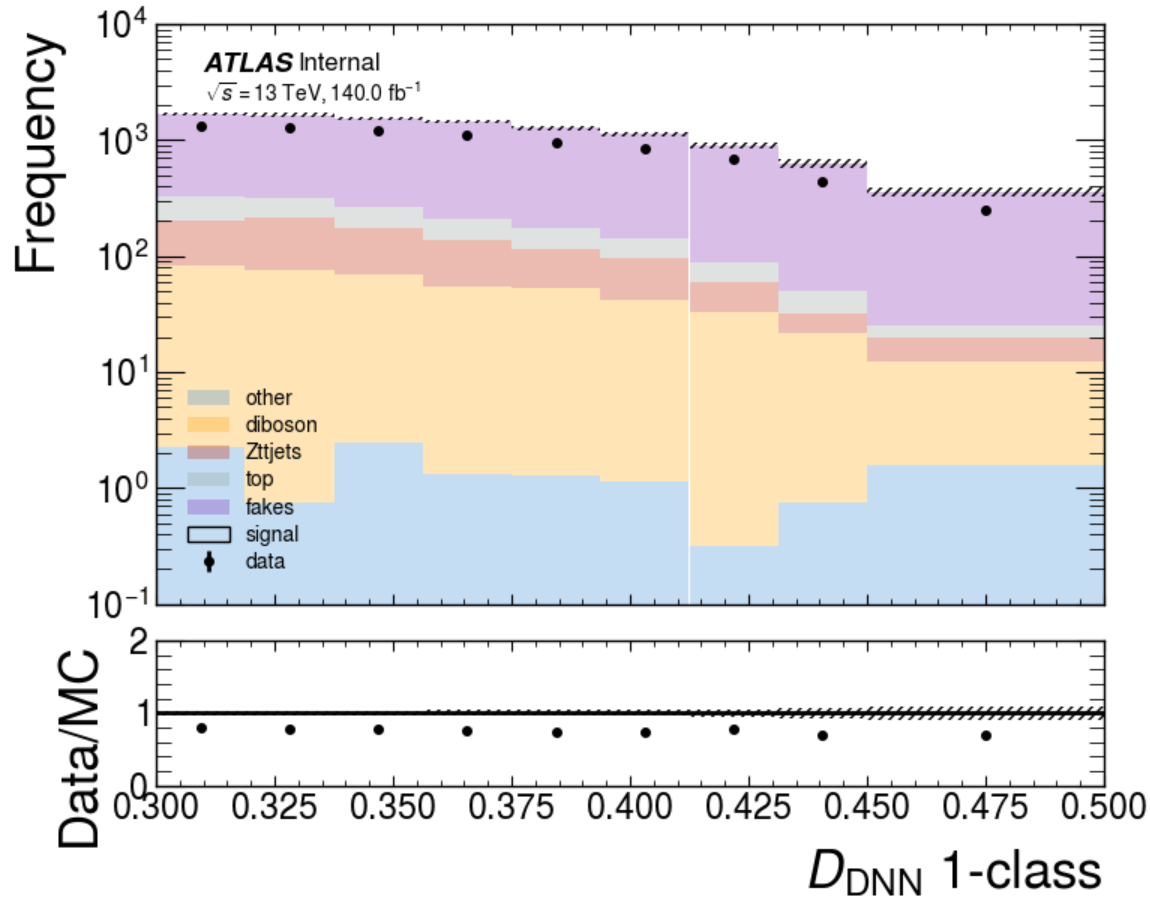 Frequency
10⁴
10³
10²
10¹
10⁰
10⁻¹
ATLAS Internal
√s = 13 TeV, 140.0 fb⁻¹
other
diboson
Zttjets
top
fakes
signal
data
Data/MC
2
1
0
0.300 0.325 0.350 0.375 0.400 0.425 0.450 0.475 0.500
D_DNN 1-class